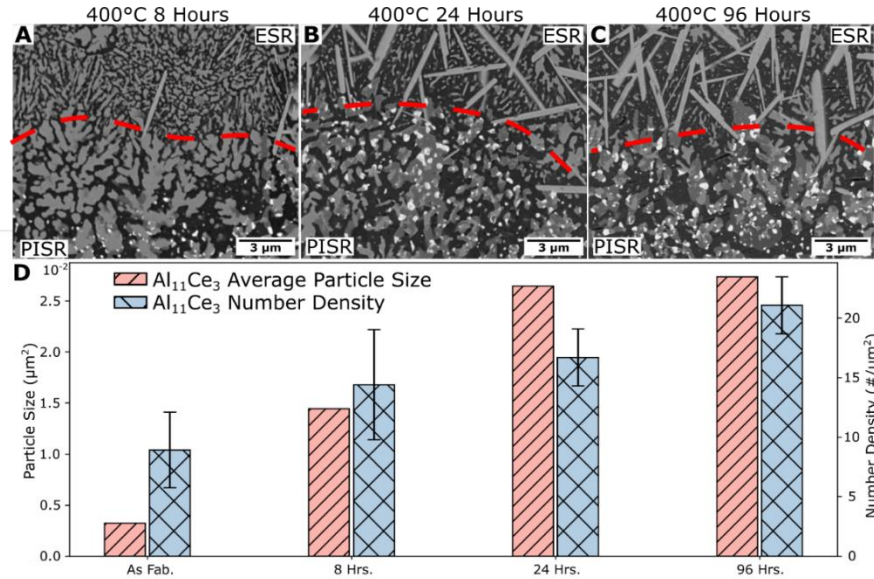 400°C 8 Hours 400°C 24 Hours 400°C 96 Hours
A ESR B ESR C ESR
PISR 3 μm PISR 3 μm PISR 3 μm
D 10⁻²
Al₁₁Ce₃ Average Particle Size
Al₁₁Ce₃ Number Density
Particle Size (μm²)
2.5
2.0
1.5
1.0
0.5
0.0
20
15
10
5
0
Number Density (#/μm²)
As Fab. 8 Hrs. 24 Hrs. 96 Hrs.